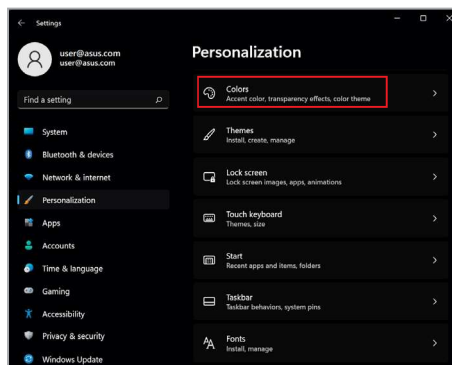 Settings
user@asus.com
user@asus.com
Find a setting
System
Bluetooth & devices
Network & internet
Personalization
Apps
Accounts
Time & language
Gaming
Accessibility
Privacy & security
Windows Update
Personalization
Colors
Accent color, transparency effects, color theme
Themes
Install, create, manage
Lock screen
Lock screen images, apps, animations
Touch keyboard
Themes, size
Start
Recent apps and items, folders
Taskbar
Taskbar behaviors, system pins
Fonts
Install, manage